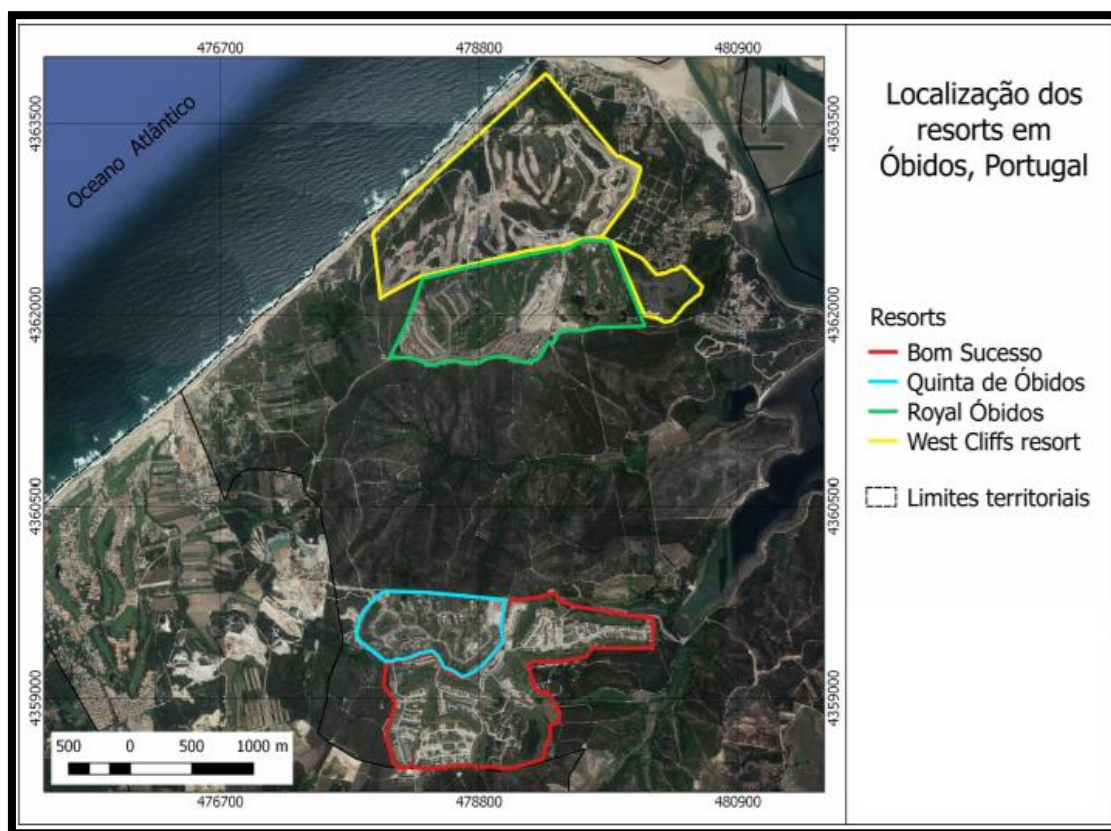 476700 478800 480900
4363500 4363500
Oceano Atlântico
N
4362000 4362000
4360500 4360500
4359000 4359000
500 0 500 1000 m
476700 478800 480900
Localização dos
resorts em
Óbidos, Portugal
Resorts
Bom Sucesso
Quinta de Óbidos
Royal Óbidos
West Cliffs resort
Limites territoriais